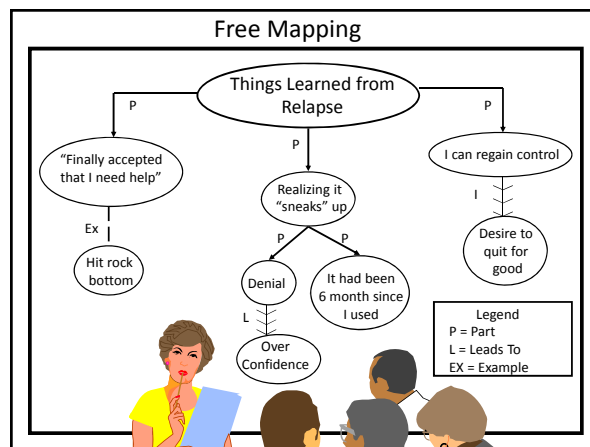 Free Mapping
Things Learned from
Relapse
P
P
P
“Finally accepted
that I need help”
Realizing it
“sneaks” up
I can regain control
Ex
P
P
I
Hit rock
bottom
Denial
It had been
6 month since
I used
Desire to
quit for
good
L
Over
Confidence
Legend
P = Part
L = Leads To
EX = Example